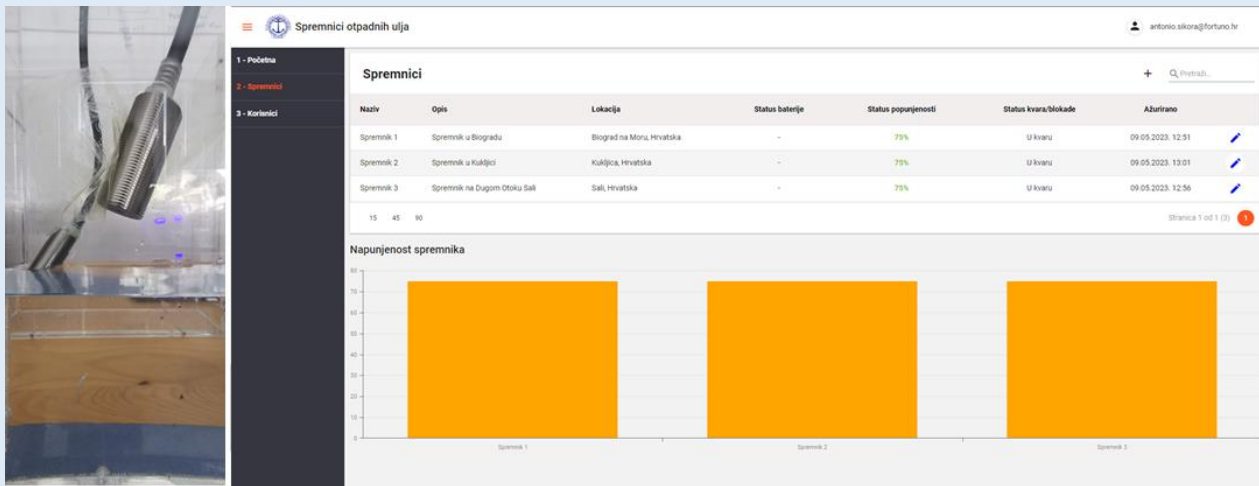 Spremnici otpadnih ulja
antonio.sikora@fortuno.hr
1 - Početna
2 - Spremnici
3 - Korisnici
Spremnici
+ Pretraži..
Naziv Opis Lokacija Status baterije Status popunjenosti Status kvara/blokade Ažurirano
Spremnik 1 Spremnik u Biogradu Biograd na Moru, Hrvatska - 75% U kvaru 09.05.2023. 12:51
Spremnik 2 Spremnik u Kukljici Kukljica, Hrvatska - 75% U kvaru 09.05.2023. 13:01
Spremnik 3 Spremnik na Dugom Otoku Sali Sali, Hrvatska - 75% U kvaru 09.05.2023. 12:56
15 45 90 Stranica 1 od 1 (3) 1
Napunjenost spremnika
80
70
60
50
40
30
20
10
0
Spremnik 1 Spremnik 2 Spremnik 3